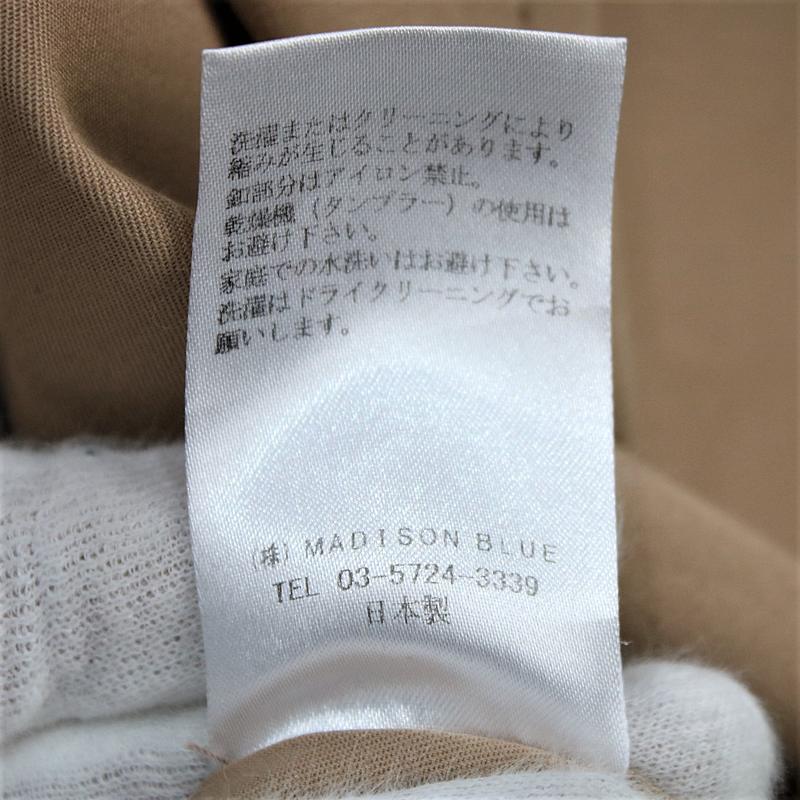 洗濯またはクリーニングにより
縮みが生じることがあります。
釦部分はアイロン禁止。
乾燥機（タンブラー）の使用は
お避け下さい。
家庭での水洗いはお避け下さい。
洗濯はドライクリーニングでお
願いします。
(株) MADISON BLUE
TEL 03-5724-3339
日本製